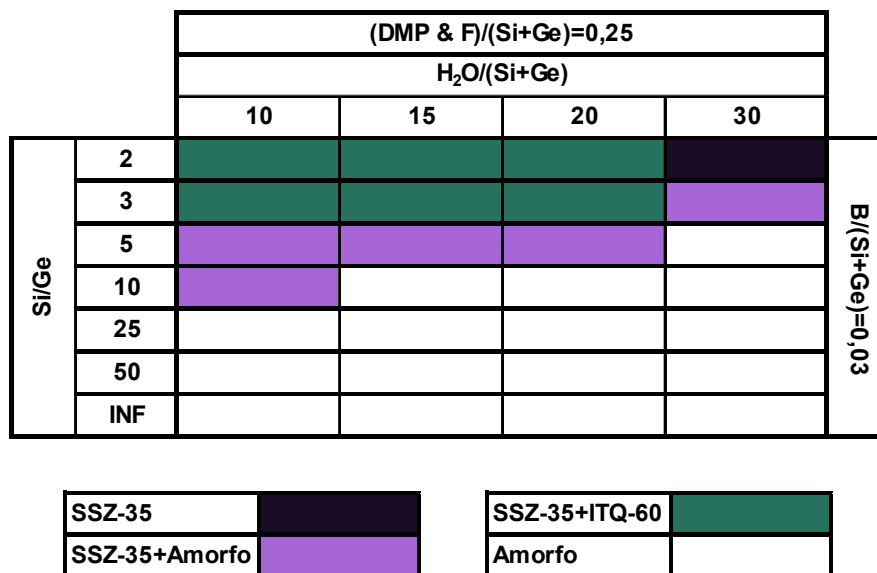 (DMP & F)/(Si+Ge)=0,25
H₂O/(Si+Ge)
10 15 20 30
Si/Ge
2
3
5
10
25
50
INF
B/(Si+Ge)=0,03
SSZ-35
SSZ-35+ITQ-60
SSZ-35+Amorfo
Amorfo